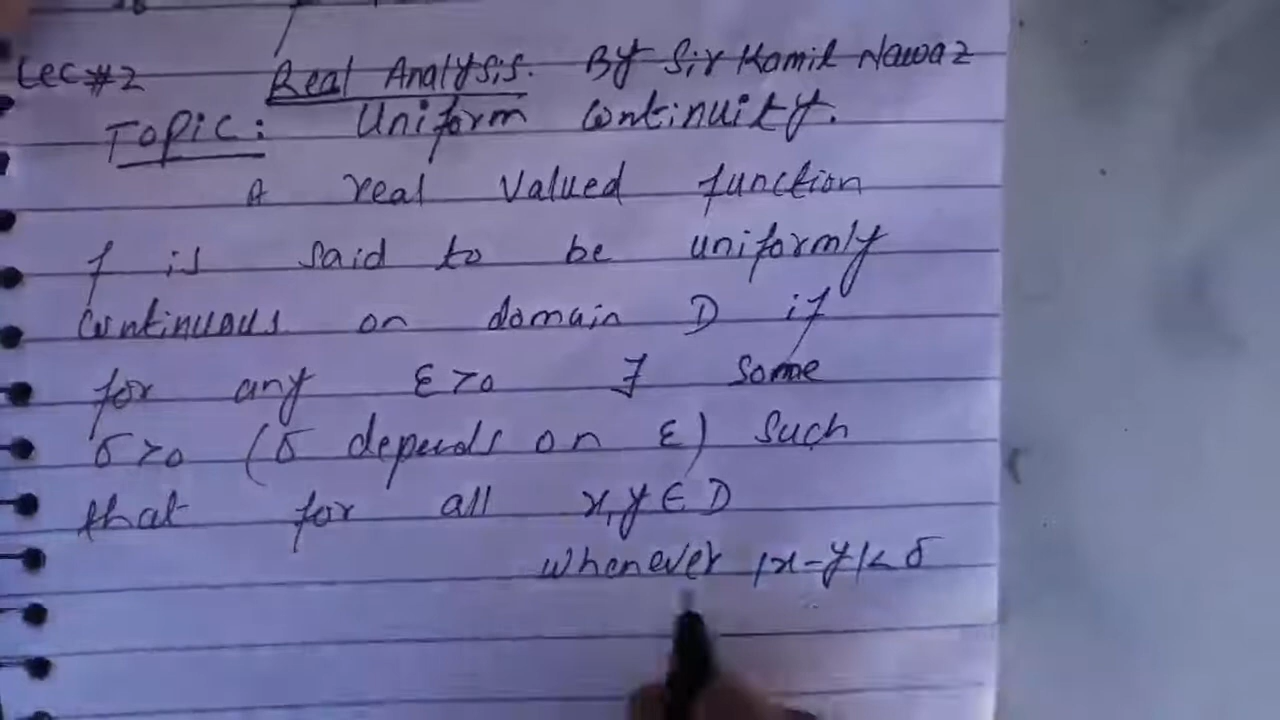 Lec#2 Real Analysis. By Sir Kamil Nawaz
Topic: Uniform Continuity.
A real valued function
f is said to be uniformly
continuous on domain D if
for any ε>0 ∃ some
δ>0 (δ depends on ε) such
that for all x,y∈D
whenever |x-y|<δ